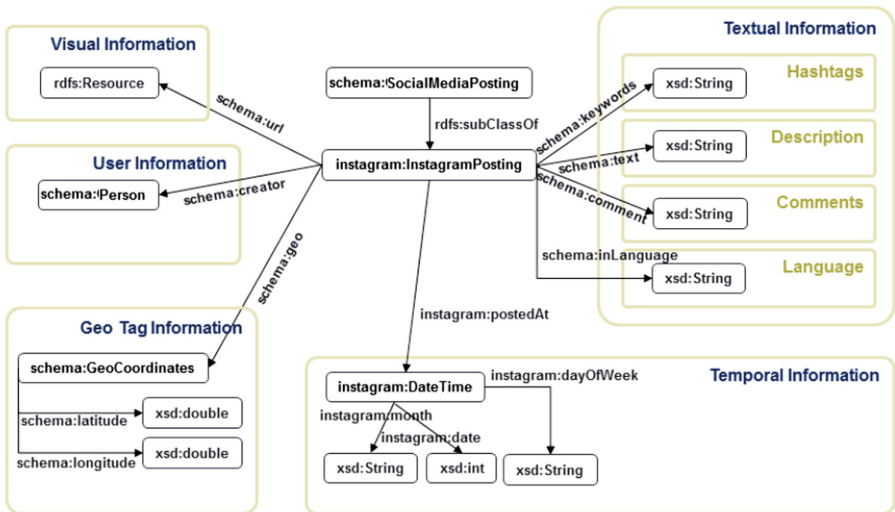 Visual Information
rdfs:Resource
schema:url
User Information
schema:Person
schema:creator
schema:geo
Geo Tag Information
schema:GeoCoordinates
schema:latitude
xsd:double
schema:longitude
xsd:double
schema:SocialMediaPosting
rdfs:subClassOf
instagram:InstagramPosting
instagram:postedAt
Textual Information
Hashtags
schema:keywords
xsd:String
Description
schema:text
xsd:String
Comments
schema:comment
xsd:String
Language
schema:inLanguage
xsd:String
Temporal Information
instagram:DateTime
instagram:dayOfWeek
instagram:month
instagram:date
xsd:String
xsd:int
xsd:String